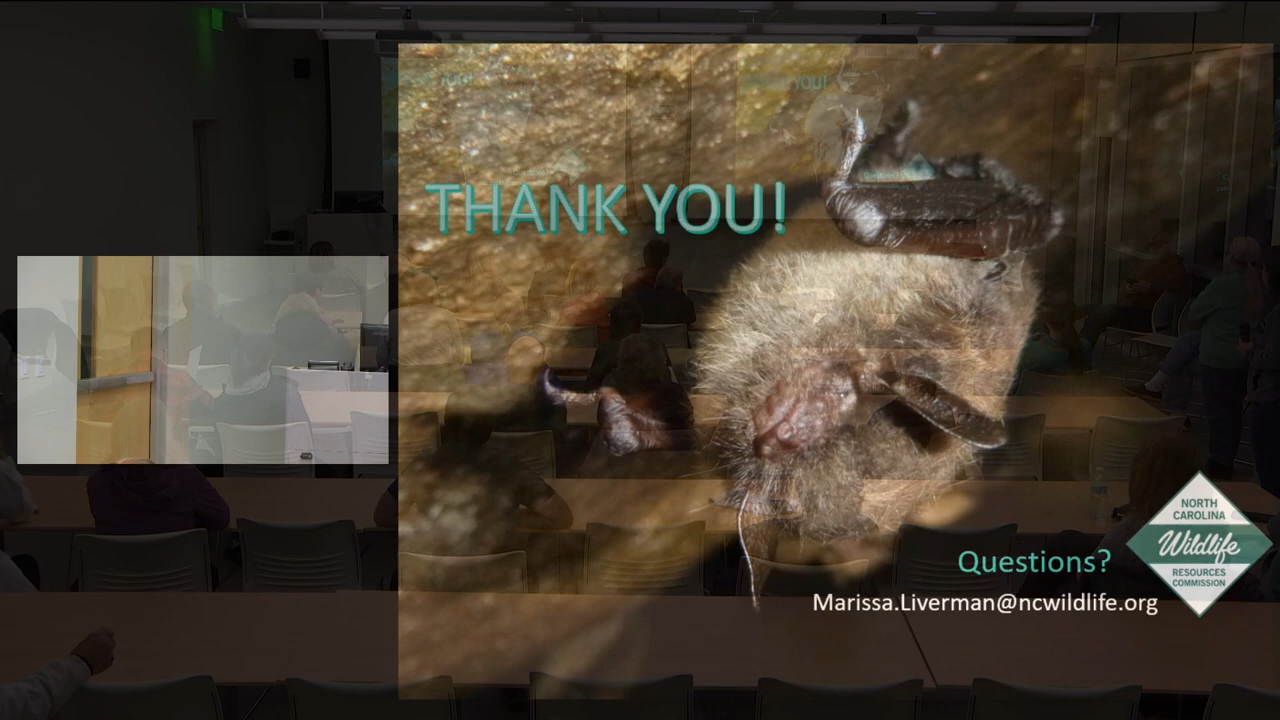 THANK YOU!
Questions?
Marissa.Liverman@ncwildlife.org
NORTH
CAROLINA
Wildlife
RESOURCES
COMMISSION